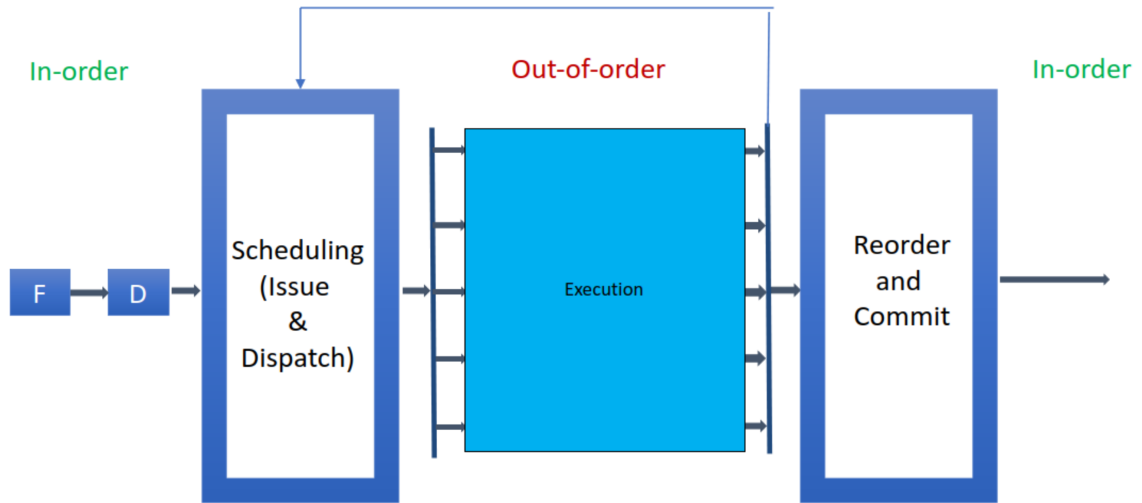 In-order
Out-of-order
In-order
F
D
Scheduling
(Issue
&
Dispatch)
Execution
Reorder
and
Commit